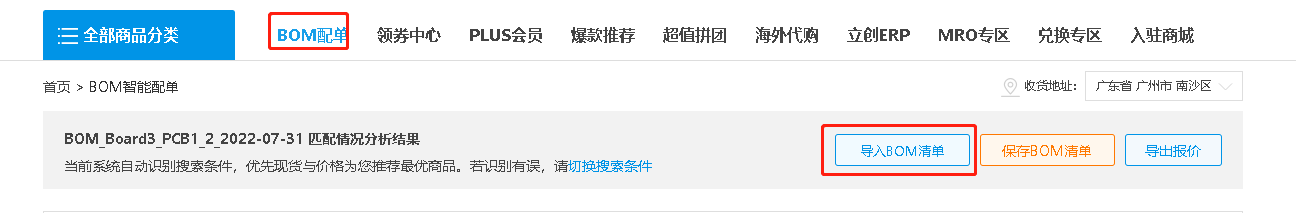 全部商品分类 BOM配单 领券中心 PLUS会员 爆款推荐 超值拼团 海外代购 立创ERP MRO专区 兑换专区 入驻商城
首页 > BOM智能配单 收货地址: 广东省 广州市 南沙区
BOM_Board3_PCB1_2_2022-07-31 匹配情况分析结果
当前系统自动识别搜索条件，优先现货与价格为您推荐最优商品。若识别有误，请切换搜索条件
导入BOM清单 保存BOM清单 导出报价